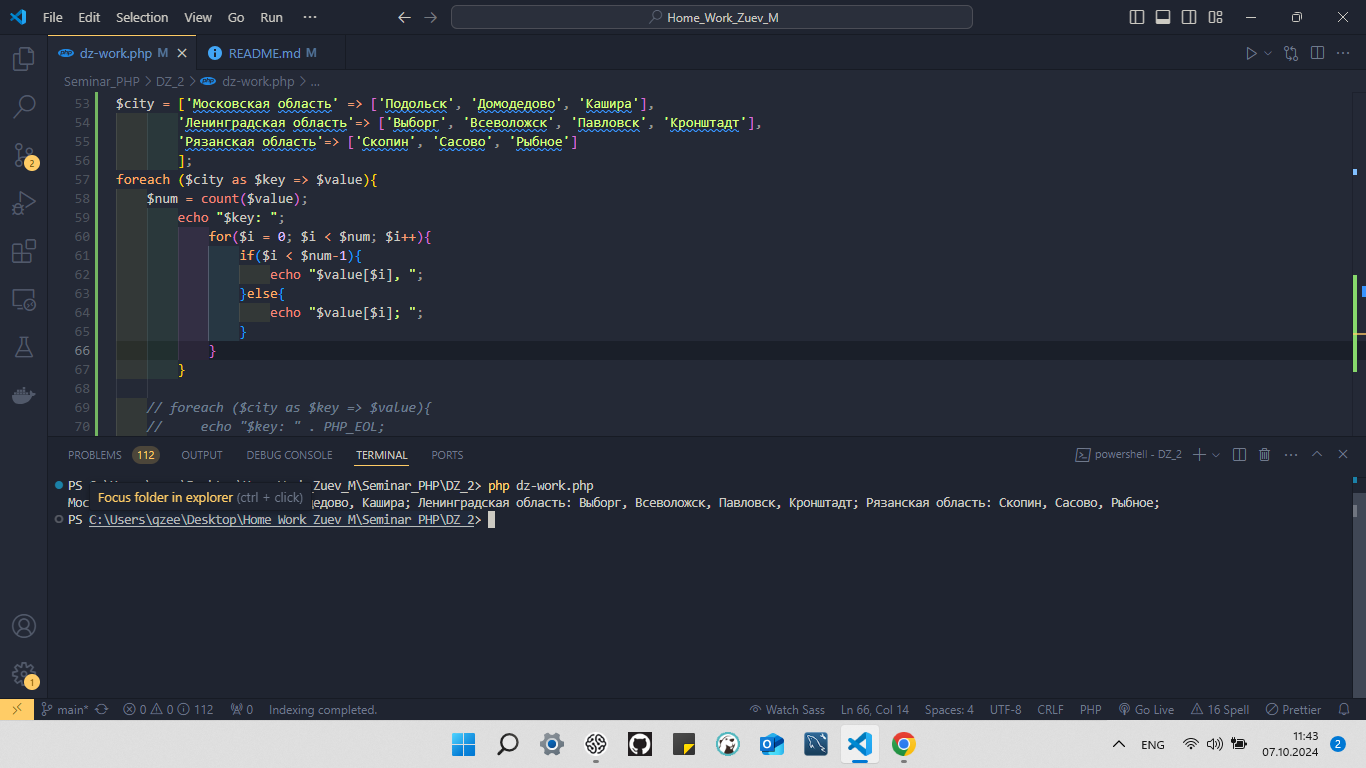 File Edit Selection View Go Run ··· Home_Work_Zuev_M
dz-work.php M README.md M
Seminar_PHP > DZ_2 > dz-work.php > ...
53 $city = ['Московская область' => ['Подольск', 'Домодедово', 'Кашира'],
54 'Ленинградская область'=> ['Выборг', 'Всеволожск', 'Павловск', 'Кронштадт'],
55 'Рязанская область'=> ['Скопин', 'Сасово', 'Рыбное']
56 ];
57 foreach ($city as $key => $value){
58 $num = count($value);
59 echo "$key: ";
60 for($i = 0; $i < $num; $i++){
61 if($i < $num-1){
62 echo "$value[$i], ";
63 }else{
64 echo "$value[$i]; ";
65 }
66 }
67 }
68
69 // foreach ($city as $key => $value){
70 // echo "$key: " . PHP_EOL;
PROBLEMS 112 OUTPUT DEBUG CONSOLE TERMINAL PORTS powershell - DZ_2
PS Zuev_M\Seminar_PHP\DZ_2> php dz-work.php
Focus folder in explorer (ctrl + click)
Мос дедово, Кашира; Ленинградская область: Выборг, Всеволожск, Павловск, Кронштадт; Рязанская область: Скопин, Сасово, Рыбное;
PS C:\Users\qzee\Desktop\Home_Work_Zuev_M\Seminar_PHP\DZ_2>
2
1
main* 0 0 112 0 Indexing completed. Watch Sass Ln 66, Col 14 Spaces: 4 UTF-8 CRLF PHP Go Live 16 Spell Prettier
ENG 11:43
07.10.2024 2